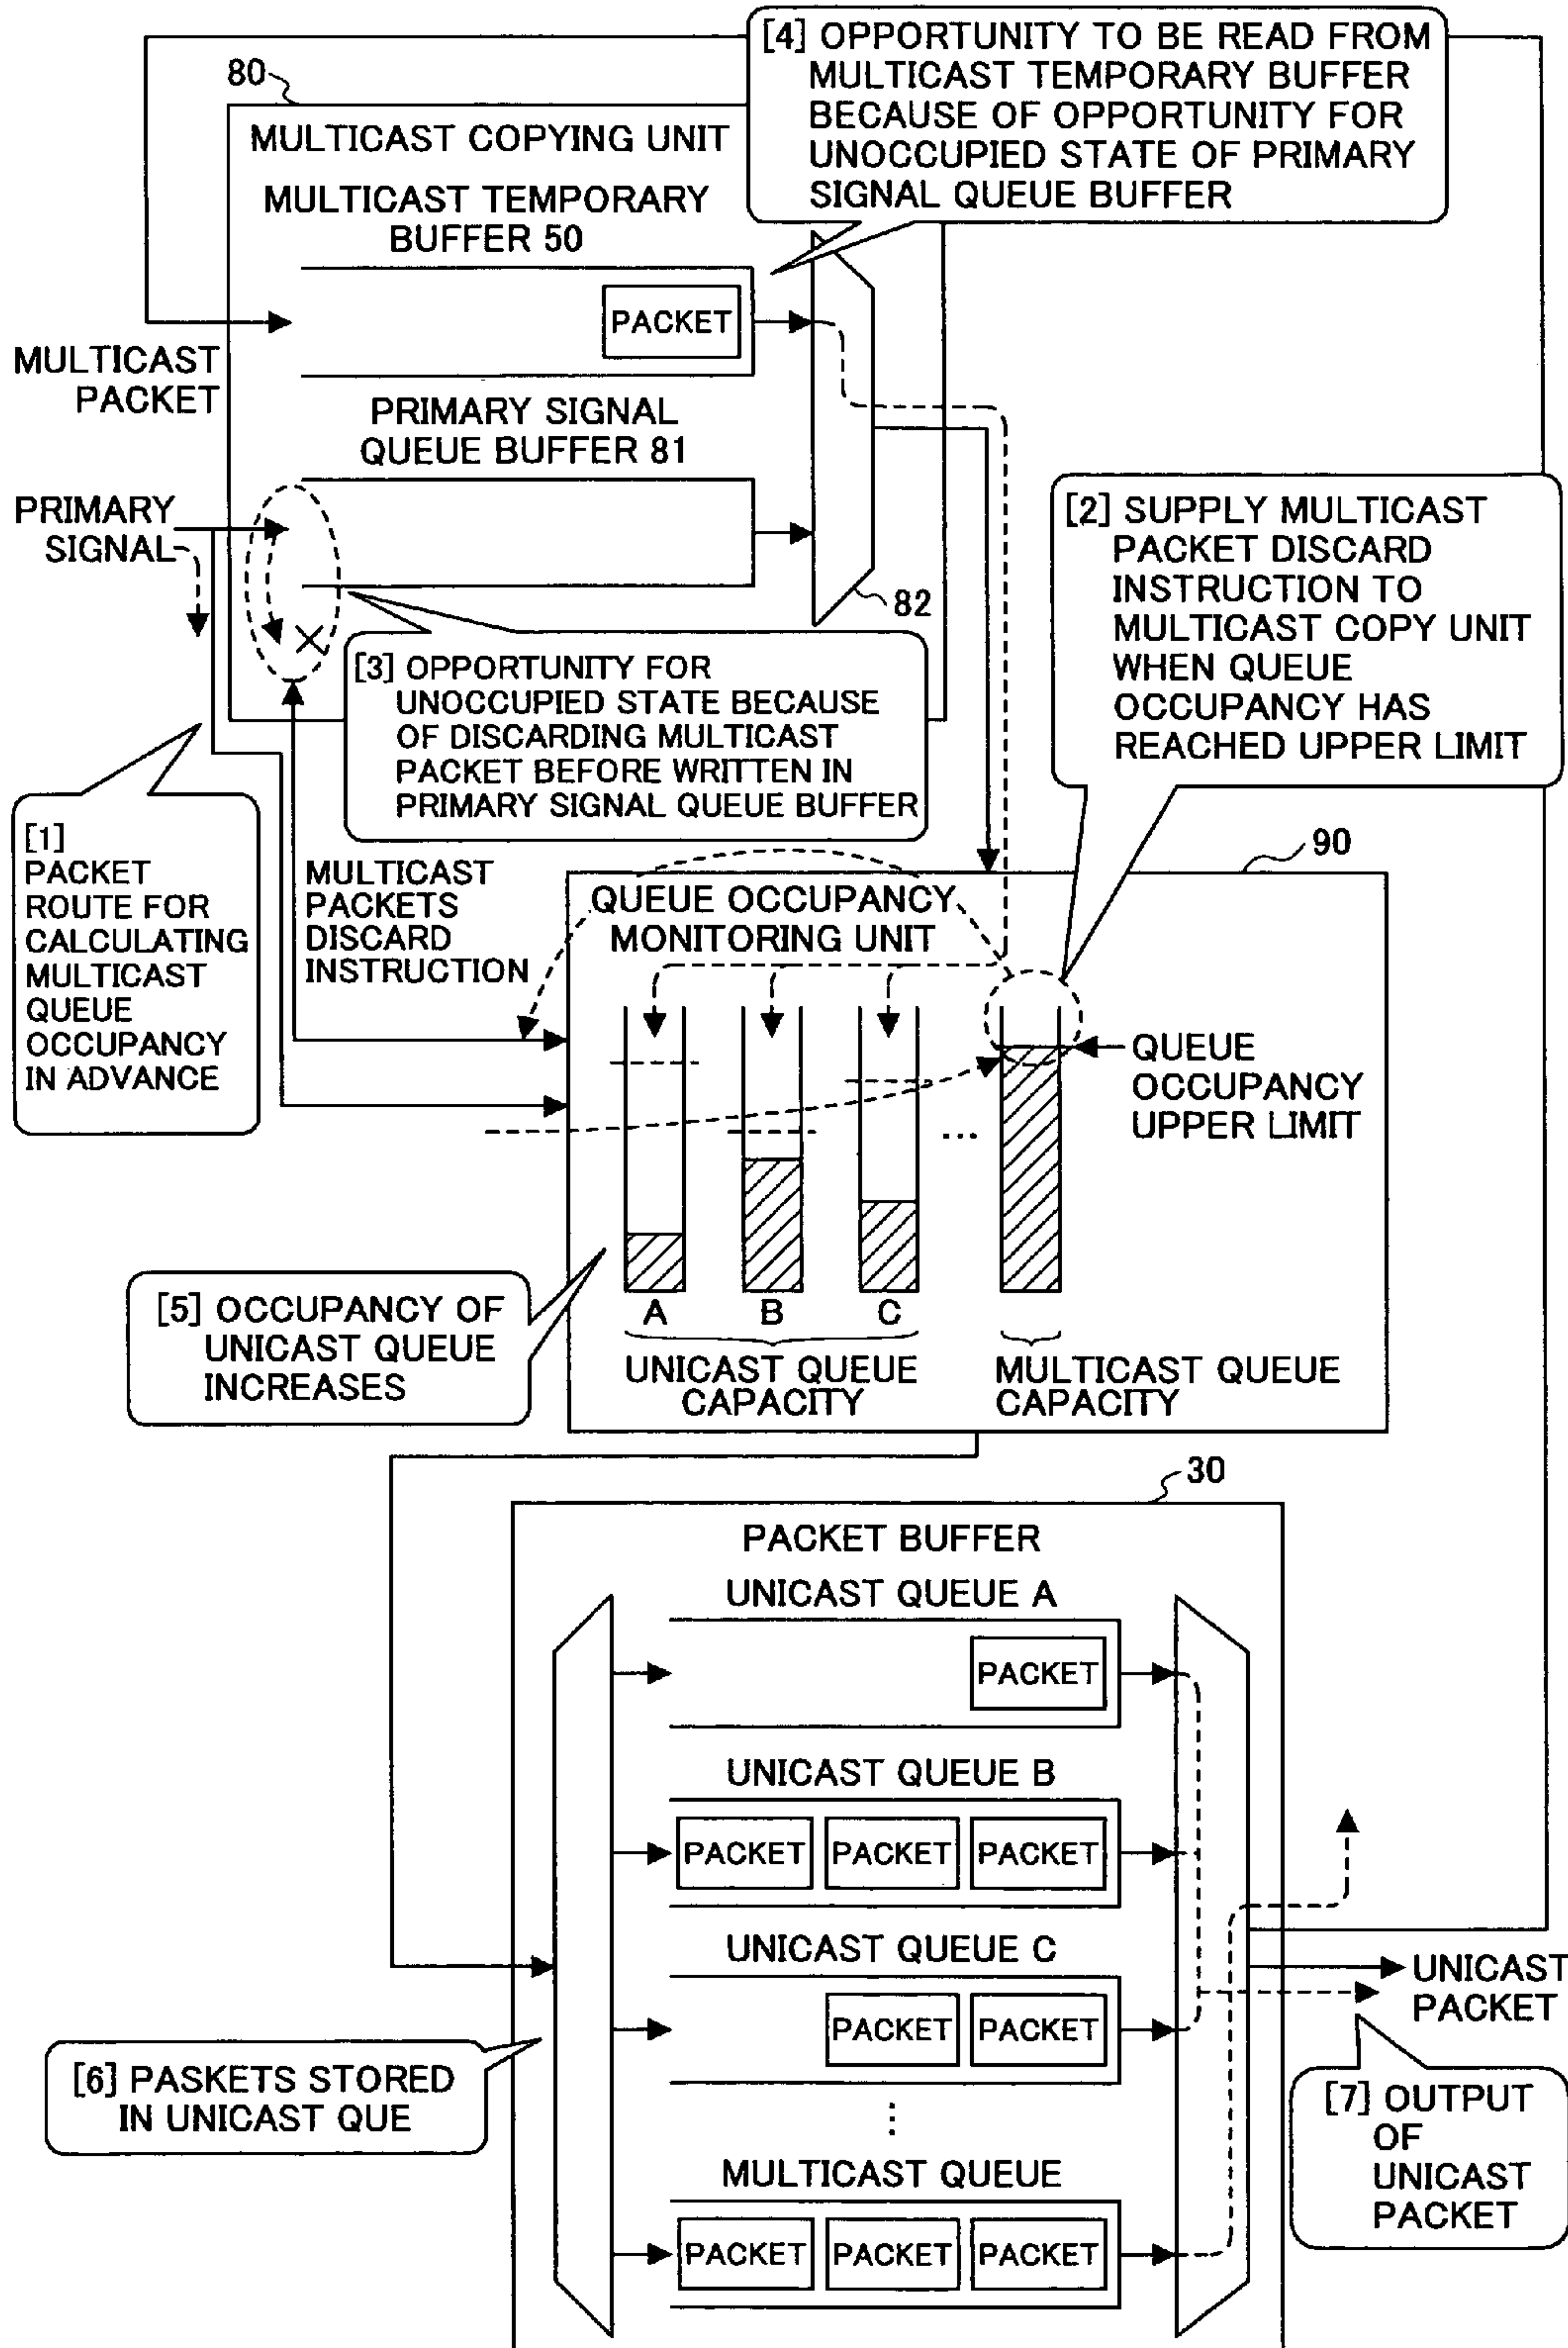 [4] OPPORTUNITY TO BE READ FROM
MULTICAST TEMPORARY BUFFER
BECAUSE OF OPPORTUNITY FOR
UNOCCUPIED STATE OF PRIMARY
SIGNAL QUEUE BUFFER
80
MULTICAST COPYING UNIT
MULTICAST TEMPORARY
BUFFER 50
PACKET
MULTICAST
PACKET
PRIMARY SIGNAL
QUEUE BUFFER 81
PRIMARY
SIGNAL
82
[2] SUPPLY MULTICAST
PACKET DISCARD
INSTRUCTION TO
MULTICAST COPY UNIT
WHEN QUEUE
OCCUPANCY HAS
REACHED UPPER LIMIT
[3] OPPORTUNITY FOR
UNOCCUPIED STATE BECAUSE
OF DISCARDING MULTICAST
PACKET BEFORE WRITTEN IN
PRIMARY SIGNAL QUEUE BUFFER
[1]
PACKET
ROUTE FOR
CALCULATING
MULTICAST
QUEUE
OCCUPANCY
IN ADVANCE
MULTICAST
PACKETS
DISCARD
INSTRUCTION
90
QUEUE OCCUPANCY
MONITORING UNIT
QUEUE
OCCUPANCY
UPPER LIMIT
...
A B C
UNICAST QUEUE
CAPACITY
MULTICAST QUEUE
CAPACITY
[5] OCCUPANCY OF
UNICAST QUEUE
INCREASES
30
PACKET BUFFER
UNICAST QUEUE A
PACKET
UNICAST QUEUE B
PACKET PACKET PACKET
UNICAST QUEUE C
PACKET PACKET
UNICAST
PACKET
[6] PASKETS STORED
IN UNICAST QUE
[7] OUTPUT
OF
UNICAST
PACKET
MULTICAST QUEUE
PACKET PACKET PACKET